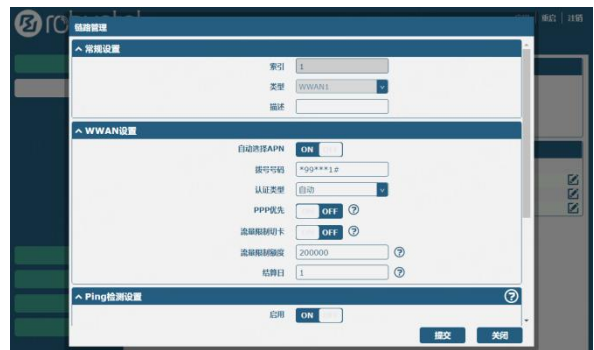 重启 | 注销
链路管理
^ 常规设置
索引 1
类型 WWAN1
描述
^ WWAN设置
自动选择APN ON
拨号号码 *99***1#
认证类型 自动
PPP优先 OFF ?
流量限制切卡 OFF ?
流量限制额度 200000 ?
结算日 1 ?
^ Ping检测设置 ?
启用 ON
提交 关闭